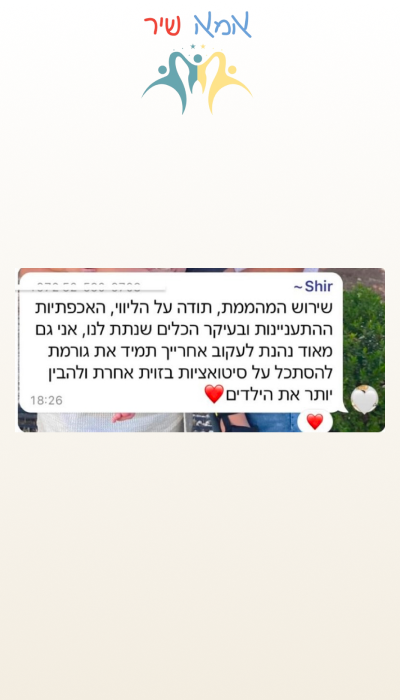 אמא שיר
~Shir
שירוש המהממת, תודה על הליווי, האכפתיות
ההתעניינות ובעיקר הכלים שנתת לנו, אני גם
מאוד נהנת לעקוב אחרייך תמיד את גורמת
להסתכל על סיטואציות בזוית אחרת ולהבין
יותר את הילדים❤️
18:26